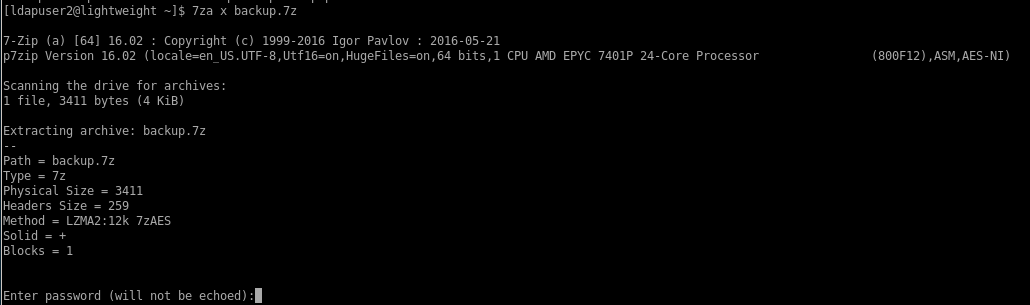 [ldapuser2@lightweight ~]$ 7za x backup.7z
7-Zip (a) [64] 16.02 : Copyright (c) 1999-2016 Igor Pavlov : 2016-05-21
p7zip Version 16.02 (locale=en_US.UTF-8,Utf16=on,HugeFiles=on,64 bits,1 CPU AMD EPYC 7401P 24-Core Processor                (800F12),ASM,AES-NI)
Scanning the drive for archives:
1 file, 3411 bytes (4 KiB)
Extracting archive: backup.7z
--
Path = backup.7z
Type = 7z
Physical Size = 3411
Headers Size = 259
Method = LZMA2:12k 7zAES
Solid = +
Blocks = 1
Enter password (will not be echoed):